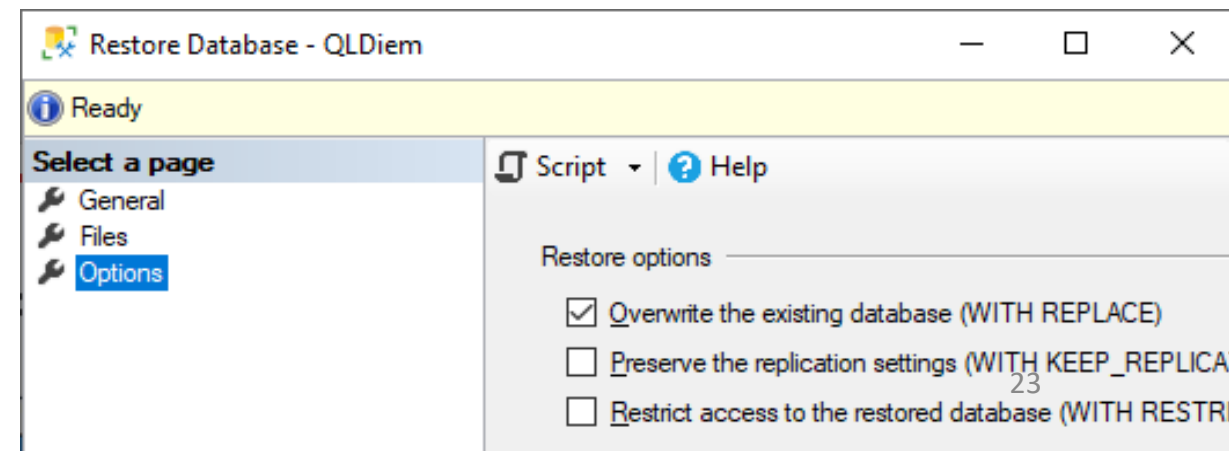 Restore Database - QLDiem
Ready
Select a page
General
Files
Options
Script
Help
Restore options
Overwrite the existing database (WITH REPLACE)
Preserve the replication settings (WITH KEEP_REPLICA
23
Restrict access to the restored database (WITH RESTRI